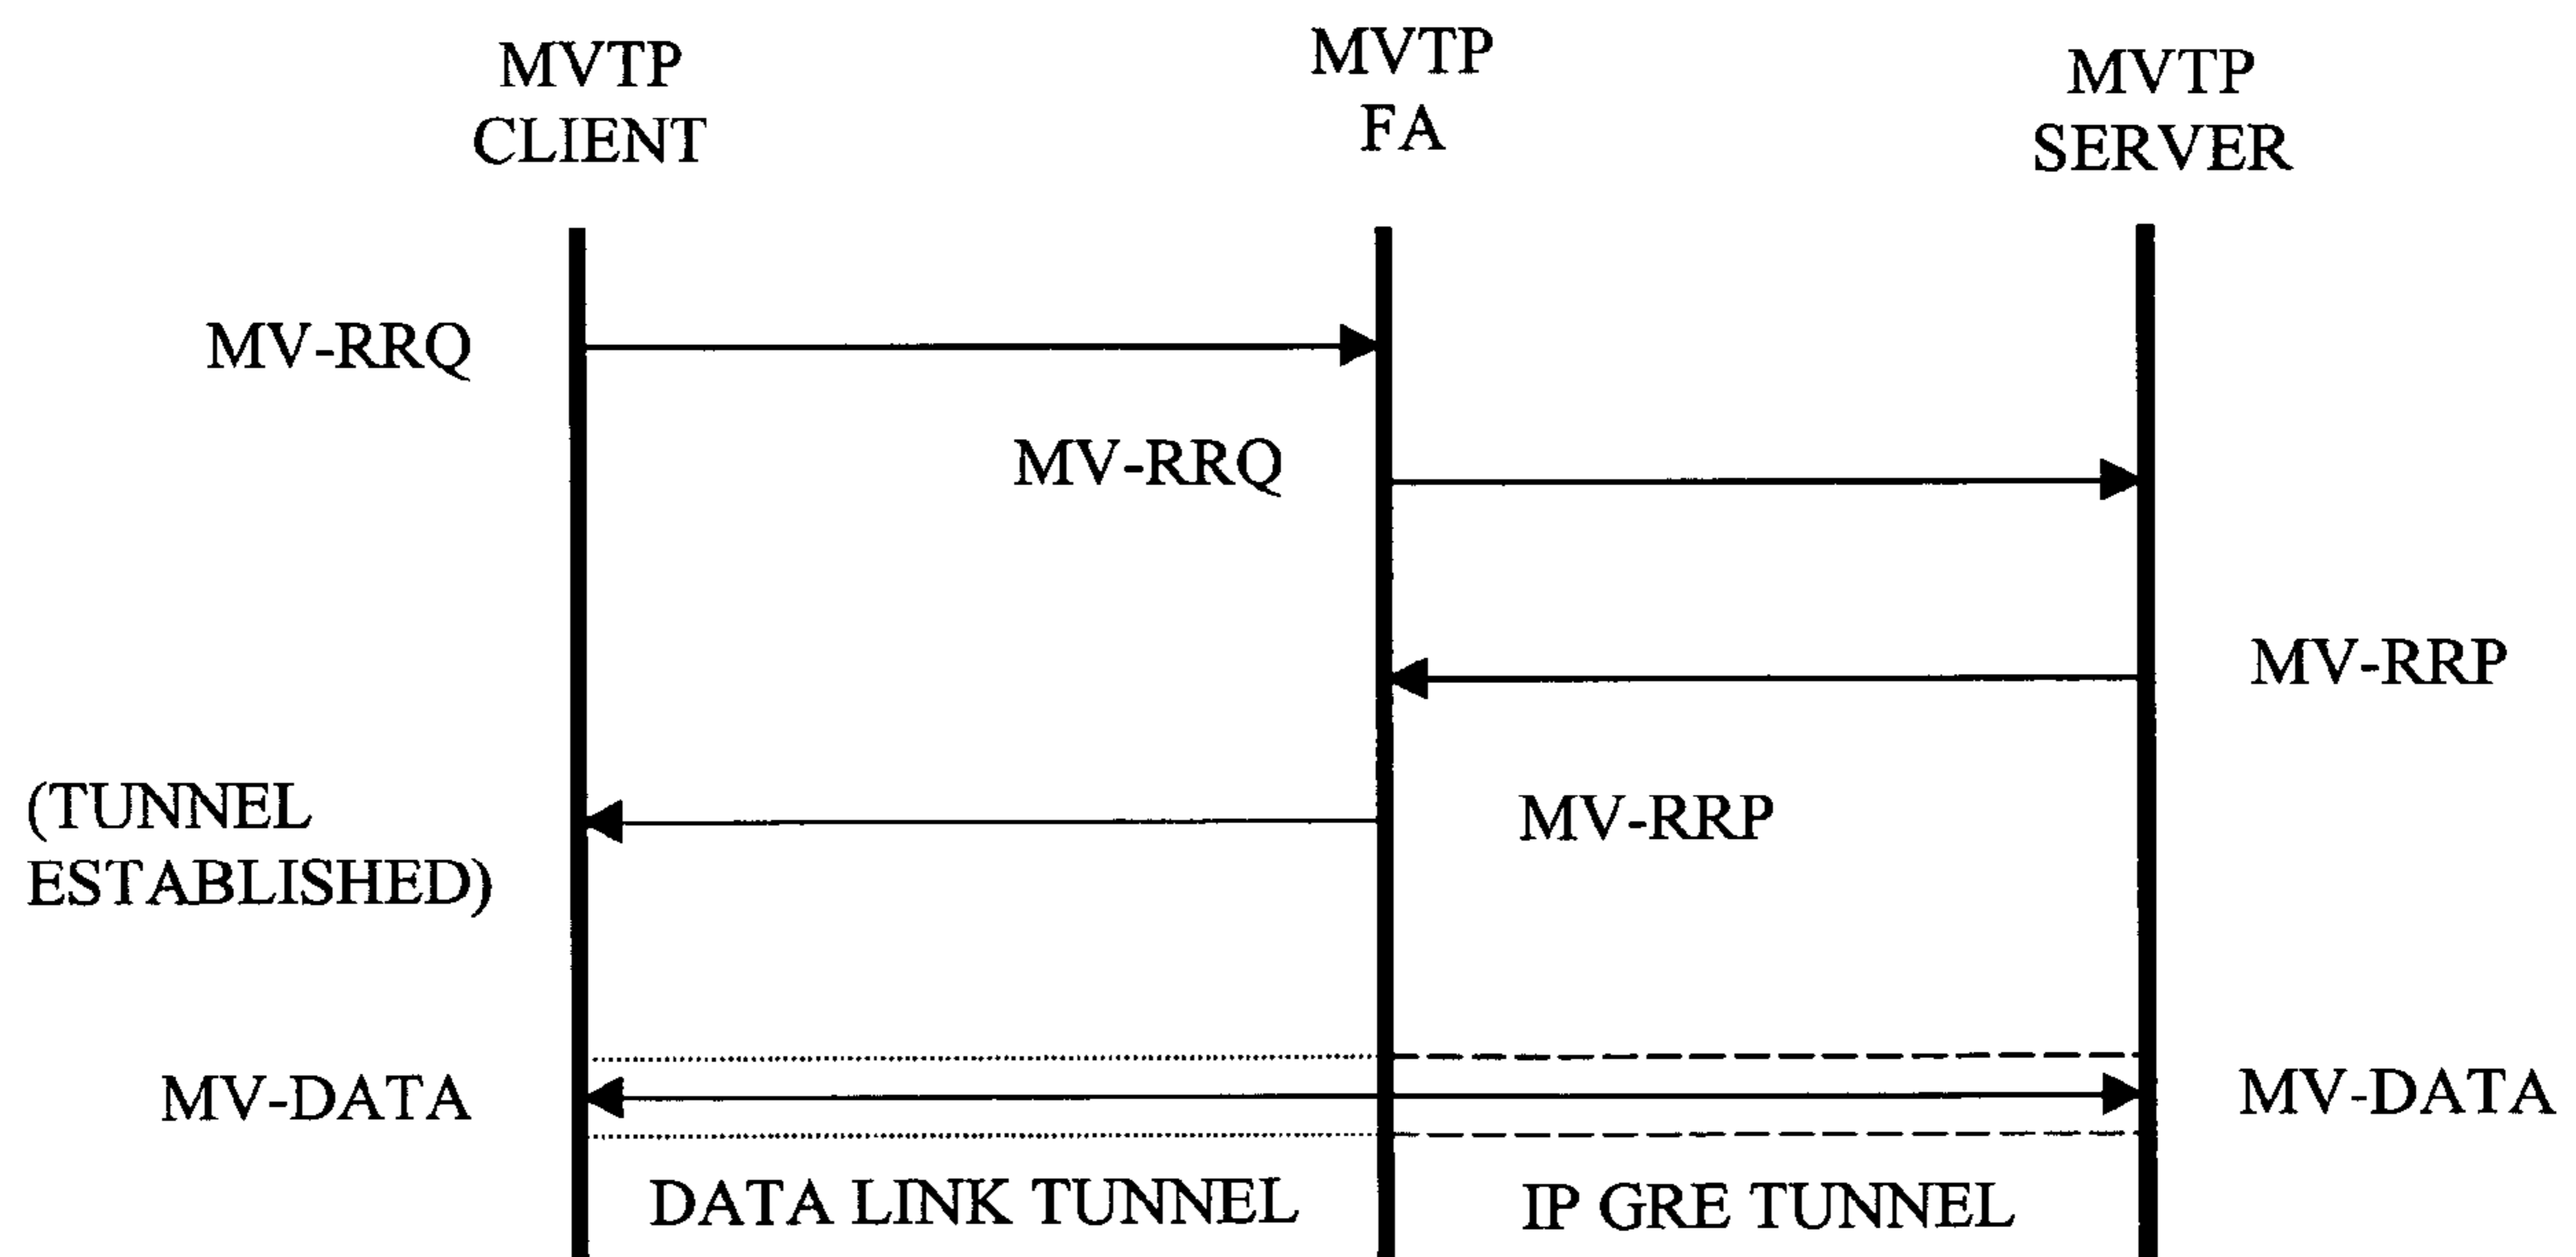 MVTP
CLIENT
MVTP
FA
MVTP
SERVER
MV-RRQ
MV-RRQ
MV-RRP
(TUNNEL
ESTABLISHED)
MV-RRP
MV-DATA
MV-DATA
DATA LINK TUNNEL
IP GRE TUNNEL